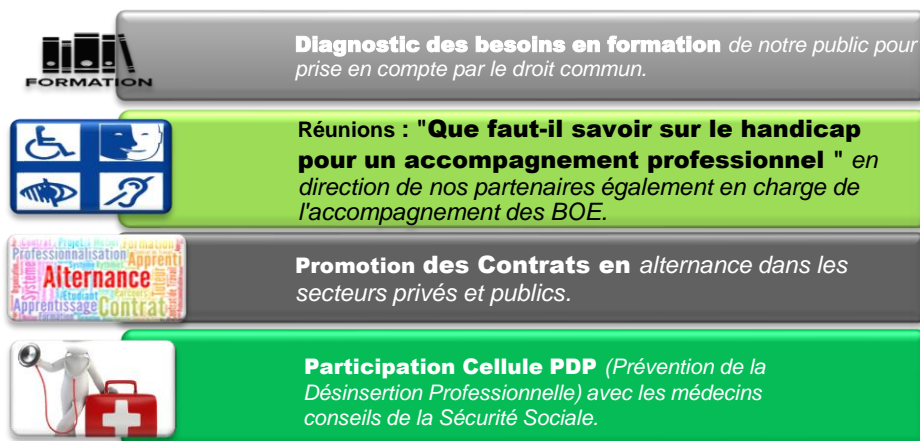 FORMATION
Diagnostic des besoins en formation de notre public pour
prise en compte par le droit commun.
Réunions : "Que faut-il savoir sur le handicap
pour un accompagnement professionnel " en
direction de nos partenaires également en charge de
l'accompagnement des BOE.
Professionnalisation Apprenti
Alternance
Etudiant
Apprentissage Contrat
Promotion des Contrats en alternance dans les
secteurs privés et publics.
Participation Cellule PDP (Prévention de la
Désinsertion Professionnelle) avec les médecins
conseils de la Sécurité Sociale.